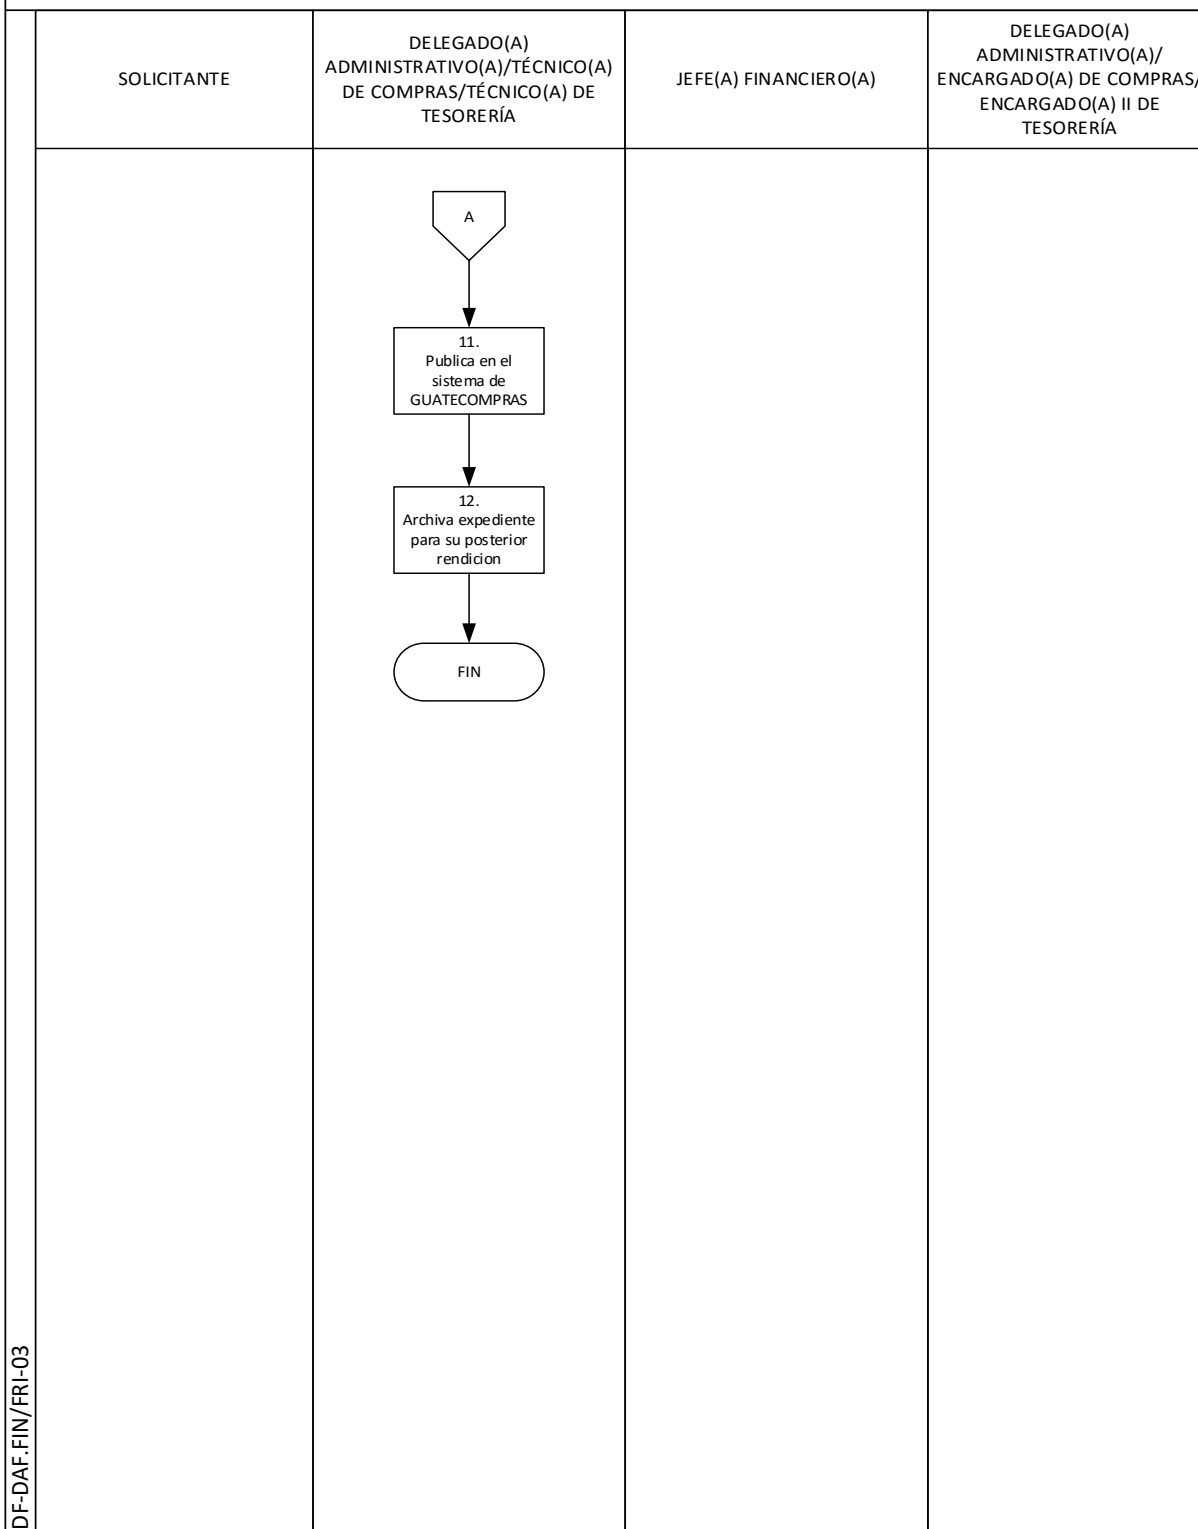 SOLICITANTE
DELEGADO(A)
ADMINISTRATIVO(A)/TÉCNICO(A)
DE COMPRAS/TÉCNICO(A) DE
TESORERÍA
JEFE(A) FINANCIERO(A)
DELEGADO(A)
ADMINISTRATIVO(A)/
ENCARGADO(A) DE COMPRAS/
ENCARGADO(A) II DE
TESORERÍA
A
11.
Publica en el
sistema de
GUATECOMPRAS
12.
Archiva expediente
para su posterior
rendicion
FIN
DF-DAF.FIN/FRI-03